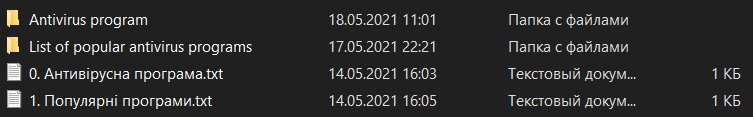 Antivirus program 18.05.2021 11:01 Папка с файлами
List of popular antivirus programs 17.05.2021 22:21 Папка с файлами
0. Антивірусна програма.txt 14.05.2021 16:03 Текстовый докум... 1 КБ
1. Популярні програми.txt 14.05.2021 16:05 Текстовый докум... 1 КБ